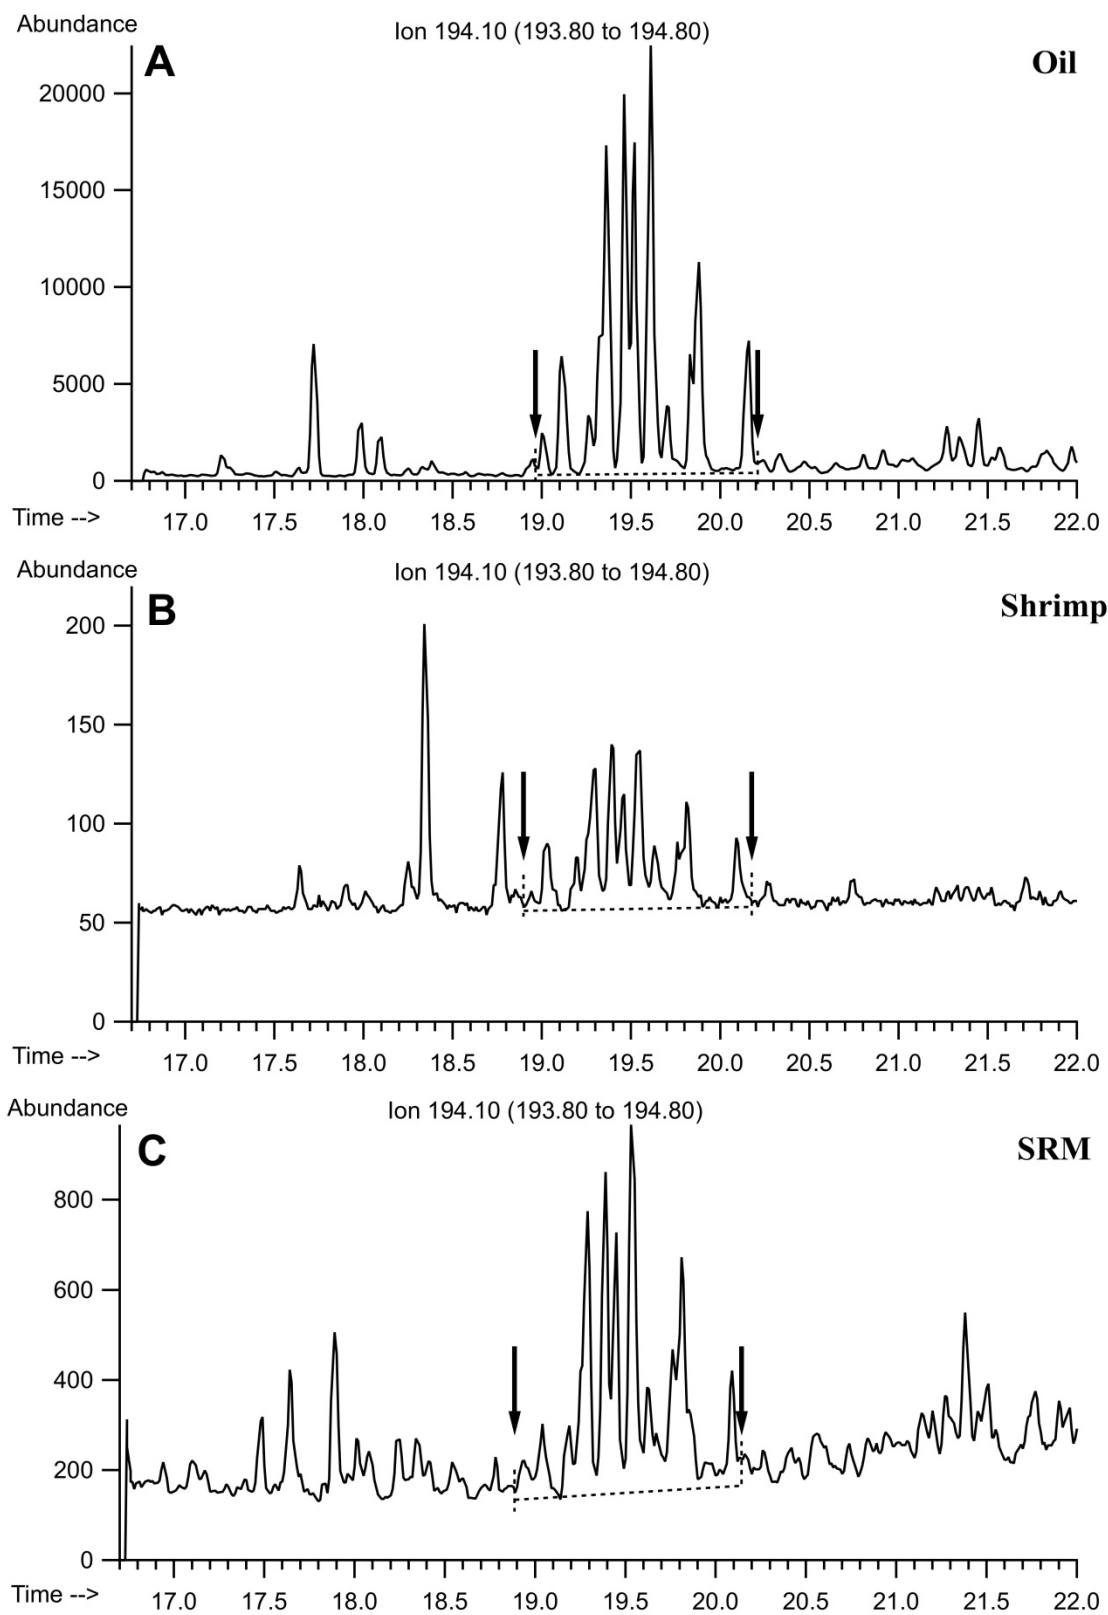 Abundance
Ion 194.10 (193.80 to 194.80)
A
Oil
20000
15000
10000
5000
0
Time -->
17.0 17.5 18.0 18.5 19.0 19.5 20.0 20.5 21.0 21.5 22.0
Abundance
Ion 194.10 (193.80 to 194.80)
B
Shrimp
200
150
100
50
0
Time -->
17.0 17.5 18.0 18.5 19.0 19.5 20.0 20.5 21.0 21.5 22.0
Abundance
Ion 194.10 (193.80 to 194.80)
C
SRM
800
600
400
200
0
Time -->
17.0 17.5 18.0 18.5 19.0 19.5 20.0 20.5 21.0 21.5 22.0